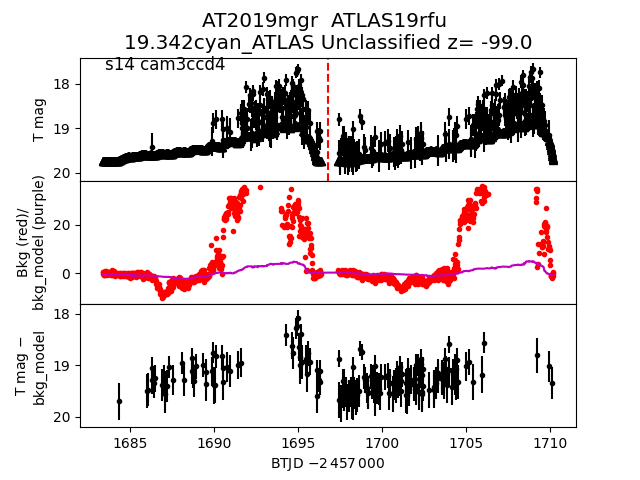 AT2019mgr  ATLAS19rfu
19.342cyan_ATLAS Unclassified z= -99.0
s14 cam3ccd4
T mag
18
19
20
Bkg (red)/
bkg_model (purple)
20
0
T mag −
bkg_model
18
19
20
1685 1690 1695 1700 1705 1710
BTJD −2 457 000